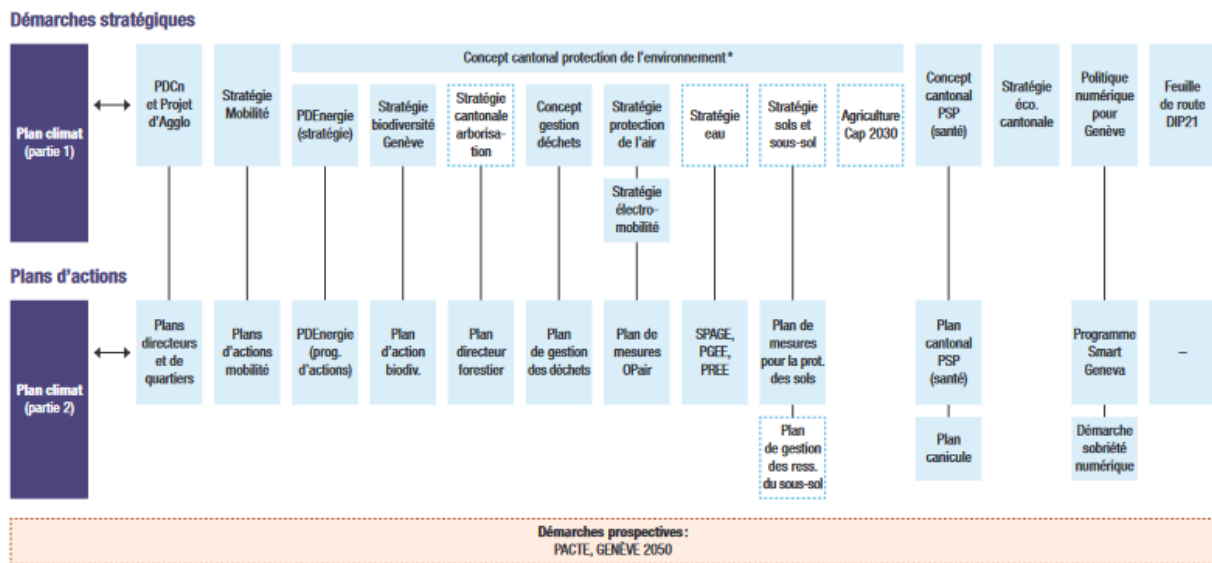 Démarches stratégiques
Plan climat
(partie 1)
PDCn
et Projet
d'Agglo
Stratégie
Mobilité
Concept cantonal protection de l'environnement*
PDEnergie
(stratégie)
Stratégie
biodiversité
Genève
Stratégie
cantonale
arborisa-
tion
Concept
gestion
déchets
Stratégie
protection
de l'air
Stratégie
électro-
mobilité
Stratégie
eau
Stratégie
sols et
sous-sol
Agriculture
Cap 2030
Concept
cantonal
PSP
(santé)
Stratégie
éco.
cantonale
Politique
numérique
pour
Genève
Feuille
de route
DIP21
Plans d'actions
Plan climat
(partie 2)
Plans
directeurs
et de
quartiers
Plans
d'actions
mobilité
PDEnergie
(prog.
d'actions)
Plan
d'action
biodiv.
Plan
directeur
forestier
Plan
de gestion
des déchets
Plan de
mesures
OPair
SPAGE,
PGEE,
PREE
Plan de
mesures
pour la prot.
des sols
Plan
de gestion
des ress.
du sous-sol
Plan
cantonal
PSP
(santé)
Plan
canicule
Programme
Smart
Geneva
Démarche
sobriété
numérique
–
Démarches prospectives:
PACTE, GENÈVE 2050